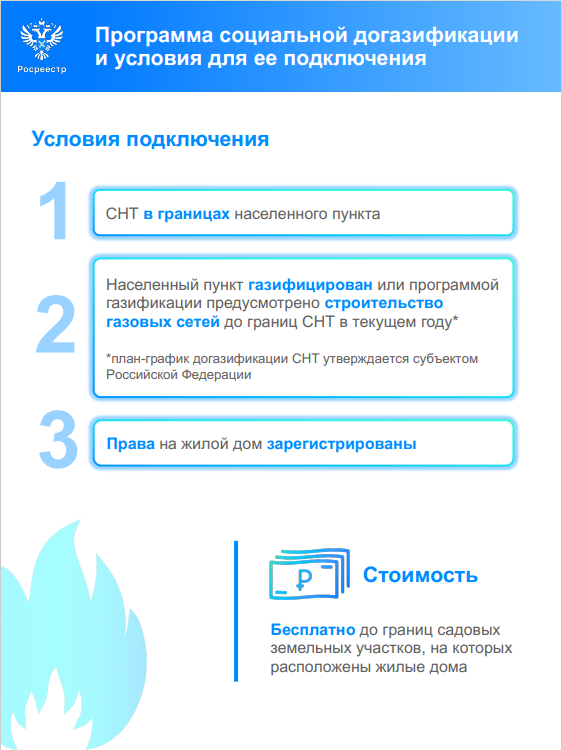 Росреестр
Программа социальной догазификации
и условия для ее подключения
Условия подключения
1
СНТ в границах населенного пункта
2
Населенный пункт газифицирован или программой
газификации предусмотрено строительство
газовых сетей до границ СНТ в текущем году*
*план-график догазификации СНТ утверждается субъектом
Российской Федерации
3
Права на жилой дом зарегистрированы
₽
Стоимость
Бесплатно до границ садовых
земельных участков, на которых
расположены жилые дома